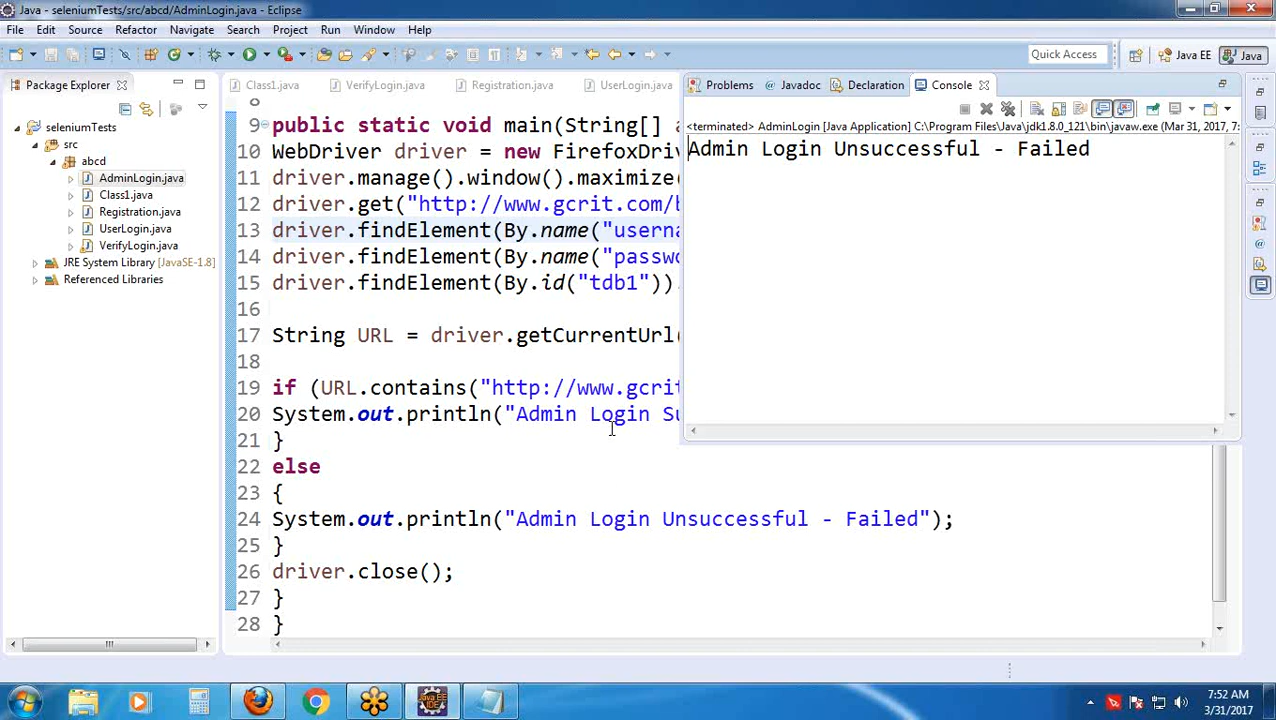 Java - seleniumTests/src/abcd/AdminLogin.java - Eclipse
File Edit Source Refactor Navigate Search Project Run Window Help
Quick Access Java EE Java
Package Explorer
Class1.java VerifyLogin.java Registration.java UserLogin.java
Problems Javadoc Declaration Console
<terminated> AdminLogin [Java Application] C:\Program Files\Java\jdk1.8.0_121\bin\javaw.exe (Mar 31, 2017, 7:
Admin Login Unsuccessful - Failed
seleniumTests
src
abcd
AdminLogin.java
Class1.java
Registration.java
UserLogin.java
VerifyLogin.java
JRE System Library [JavaSE-1.8]
Referenced Libraries
8
9 public static void main(String[] a
10 WebDriver driver = new FirefoxDriv
11 driver.manage().window().maximize(
12 driver.get("http://www.gcrit.com/b
13 driver.findElement(By.name("userna
14 driver.findElement(By.name("passwo
15 driver.findElement(By.id("tdb1")).
16
17 String URL = driver.getCurrentUrl(
18
19 if (URL.contains("http://www.gcrit
20 System.out.println("Admin Login Su
21 }
22 else
23 {
24 System.out.println("Admin Login Unsuccessful - Failed");
25 }
26 driver.close();
27 }
28 }
7:52 AM
3/31/2017